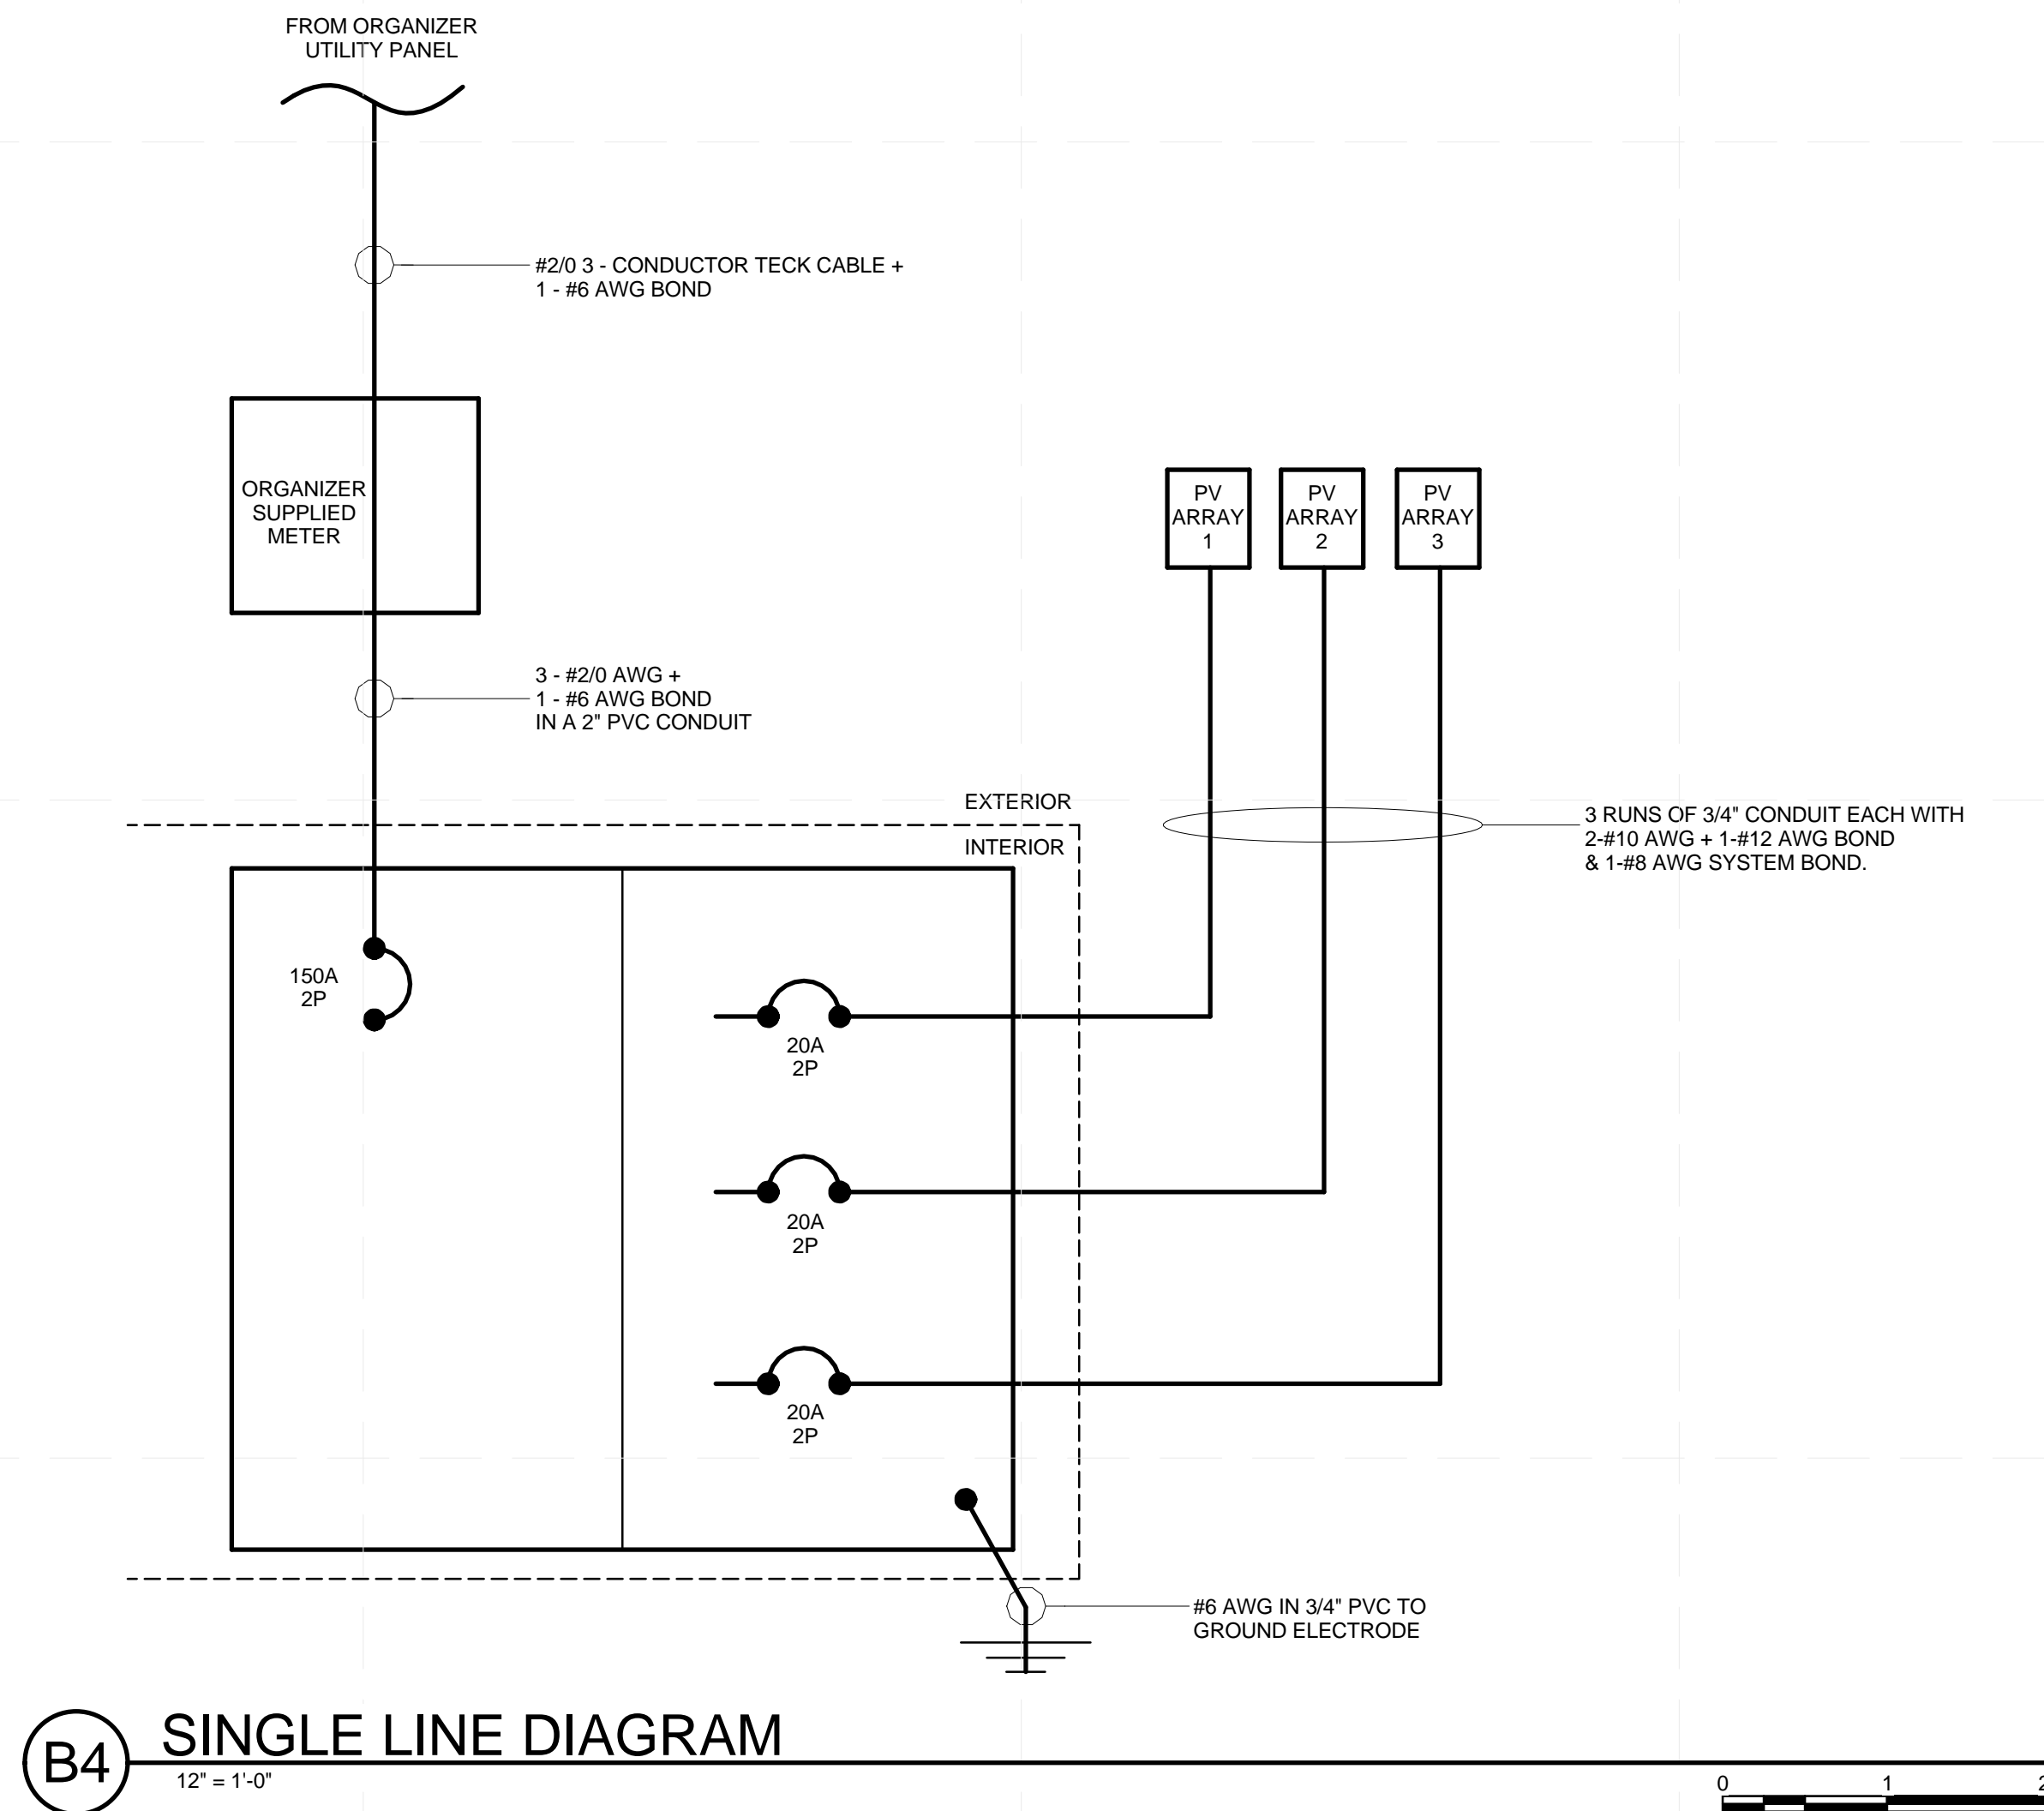 FROM ORGANIZER
UTILITY PANEL
#2/0 3 - CONDUCTOR TECK CABLE +
1 - #6 AWG BOND
ORGANIZER
SUPPLIED
METER
PV
ARRAY
1
PV
ARRAY
2
PV
ARRAY
3
3 - #2/0 AWG +
1 - #6 AWG BOND
IN A 2" PVC CONDUIT
EXTERIOR
INTERIOR
3 RUNS OF 3/4" CONDUIT EACH WITH
2-#10 AWG + 1-#12 AWG BOND
& 1-#8 AWG SYSTEM BOND.
150A
2P
20A
2P
20A
2P
20A
2P
#6 AWG IN 3/4" PVC TO
GROUND ELECTRODE
B4
SINGLE LINE DIAGRAM
12" = 1'-0"
0 1 2